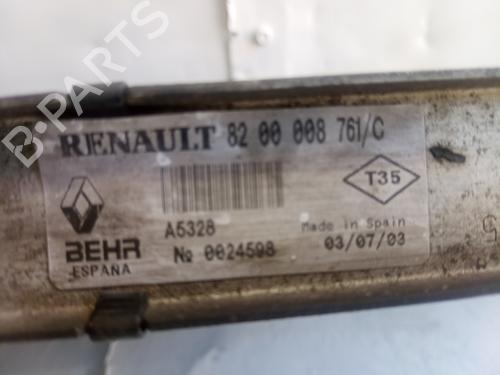 B-PARTS
RENAULT 82 00 008 761/C
T35
A5328
Made in Spain
BEHR
ESPAÑA
№ 0024598
03/07/03